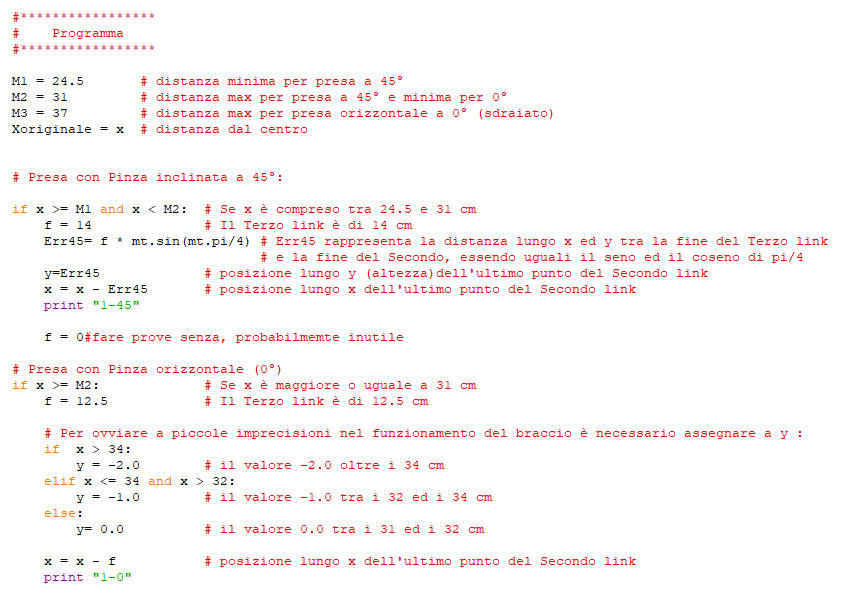 #*****************
#    Programma
#*****************
M1 = 24.5       # distanza minima per presa a 45°
M2 = 31         # distanza max per presa a 45° e minima per 0°
M3 = 37         # distanza max per presa orizzontale a 0° (sdraiato)
Xoriginale = x  # distanza dal centro
# Presa con Pinza inclinata a 45°:
if x >= M1 and x < M2:  # Se x è compreso tra 24.5 e 31 cm
    f = 14              # Il Terzo link è di 14 cm
    Err45= f * mt.sin(mt.pi/4) # Err45 rappresenta la distanza lungo x ed y tra la fine del Terzo link
                               # e la fine del Secondo, essendo uguali il seno ed il coseno di pi/4
    y=Err45             # posizione lungo y (altezza)dell'ultimo punto del Secondo link
    x = x - Err45       # posizione lungo x dell'ultimo punto del Secondo link
    print "l-45"
    f = 0#fare prove senza, probabilmemte inutile
# Presa con Pinza orizzontale (0°)
if x >= M2:             # Se x è maggiore o uguale a 31 cm
    f = 12.5            # Il Terzo link è di 12.5 cm
    # Per ovviare a piccole imprecisioni nel funzionamento del braccio è necessario assegnare a y :
    if  x > 34:
        y = -2.0        # il valore -2.0 oltre i 34 cm
    elif x <= 34 and x > 32:
        y = -1.0        # il valore -1.0 tra i 32 ed i 34 cm
    else:
        y= 0.0          # il valore 0.0 tra i 31 ed i 32 cm
    x = x - f           # posizione lungo x dell'ultimo punto del Secondo link
    print "l-0"